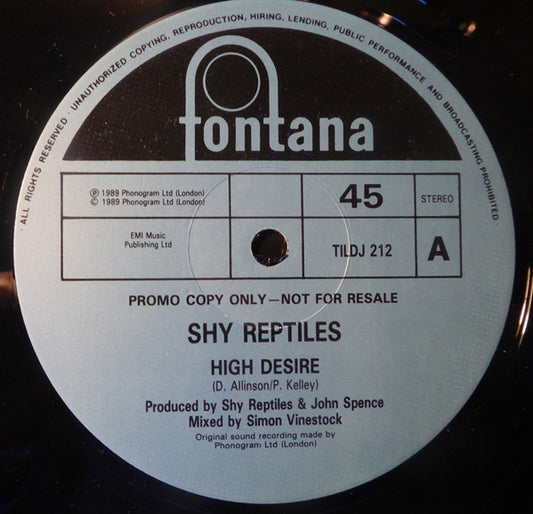 ALL RIGHTS RESERVED · UNAUTHORIZED COPYING, REPRODUCTION, HIRING, LENDING, PUBLIC PERFORMANCE AND BROADCASTING PROHIBITED ·
fontana
℗ 1989 Phonogram Ltd (London)
© 1989 Phonogram Ltd (London)
45
STEREO
EMI Music
Publishing Ltd
TILDJ 212
A
PROMO COPY ONLY—NOT FOR RESALE
SHY REPTILES
HIGH DESIRE
(D. Allinson/P. Kelley)
Produced by Shy Reptiles & John Spence
Mixed by Simon Vinestock
Original sound recording made by
Phonogram Ltd (London)